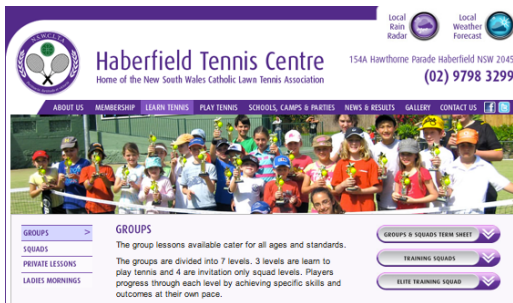 Local
Rain
Radar
Local
Weather
Forecast
NSWCLTA
Haberfield Tennis Centre
Home of the New South Wales Catholic Lawn Tennis Association
154A Hawthorne Parade Haberfield NSW 2045
(02) 9798 3299
ABOUT US MEMBERSHIP LEARN TENNIS PLAY TENNIS SCHOOLS, CAMPS & PARTIES NEWS & RESULTS GALLERY CONTACT US f
GROUPS >
SQUADS
PRIVATE LESSONS
LADIES MORNINGS
GROUPS
The group lessons available cater for all ages and standards.
The groups are divided into 7 levels. 3 levels are learn to
play tennis and 4 are invitation only squad levels. Players
progress through each level by achieving specific skills and
outcomes at their own pace.
GROUPS & SQUADS TERM SHEET
TRAINING SQUADS
ELITE TRAINING SQUAD